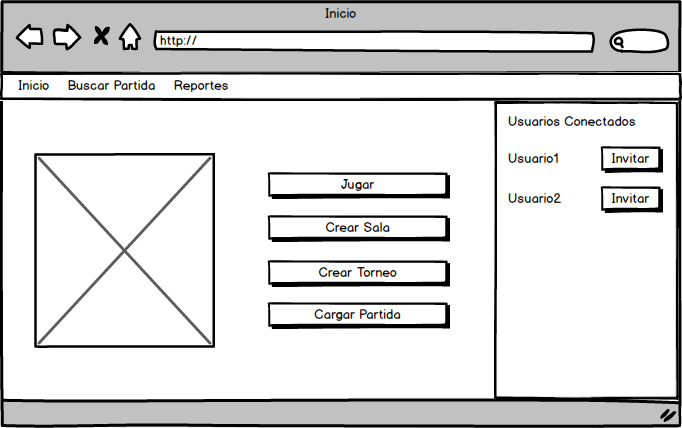 Inicio
http://
Inicio Buscar Partida Reportes
Usuarios Conectados
Usuario1 Invitar
Usuario2 Invitar
Jugar
Crear Sala
Crear Torneo
Cargar Partida